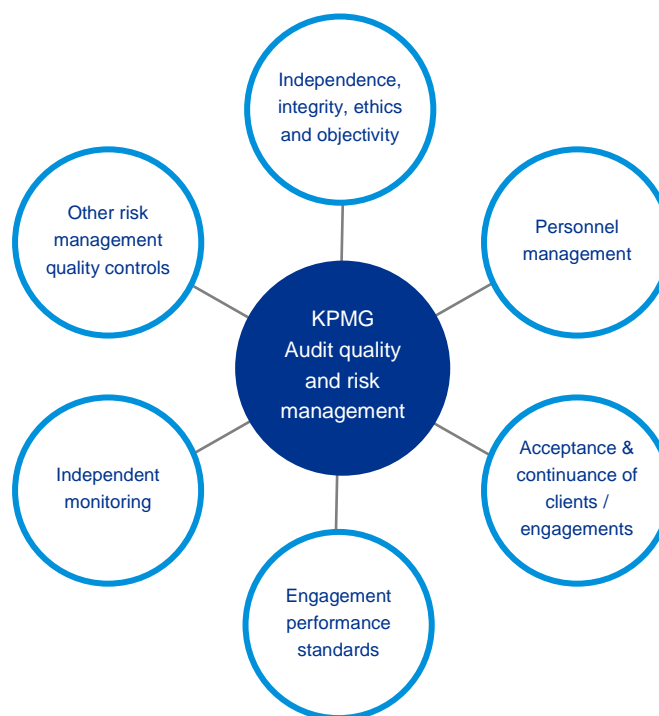 Independence,
integrity, ethics
and objectivity
Other risk
management
quality controls
Personnel
management
KPMG
Audit quality
and risk
management
Independent
monitoring
Acceptance &
continuance of
clients /
engagements
Engagement
performance
standards